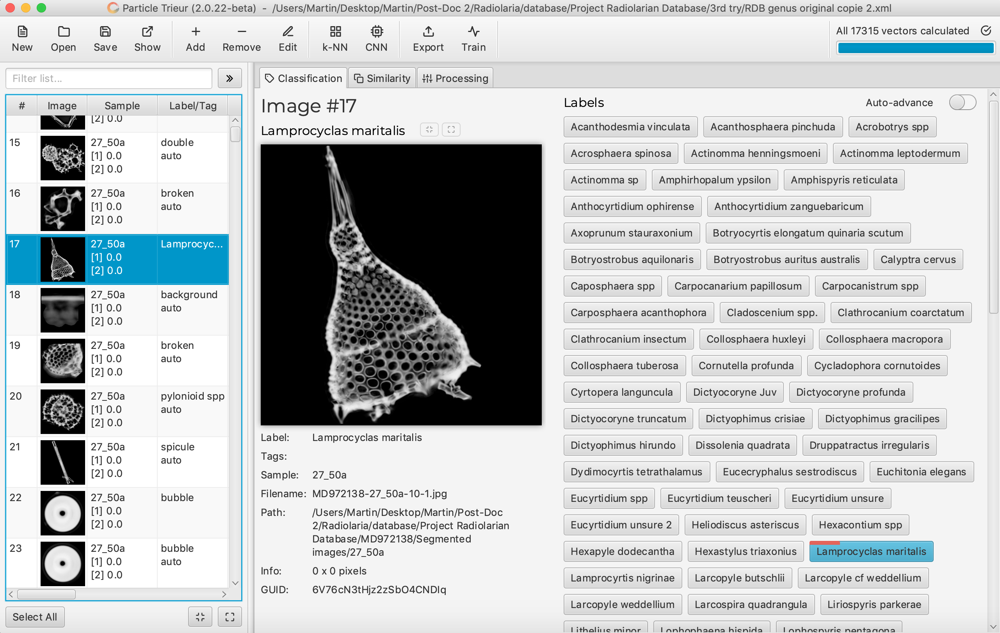 Particle Trieur (2.0.22-beta) - /Users/Martin/Desktop/Martin/Post-Doc 2/Radiolaria/database/Project Radiolarian Database/3rd try/RDB genus original copie 2.xml
New Open Save Show Add Remove Edit k-NN CNN Export Train
All 17315 vectors calculated
Filter list...
# Image Sample Label/Tag
[2] 0.0
15 27_50a double
[1] 0.0 auto
[2] 0.0
16 27_50a broken
[1] 0.0 auto
[2] 0.0
17 27_50a Lamprocyc...
[1] 0.0
[2] 0.0
18 27_50a background
[1] 0.0 auto
[2] 0.0
19 27_50a broken
[1] 0.0 auto
[2] 0.0
20 27_50a pylonioid spp
[1] 0.0 auto
[2] 0.0
21 27_50a spicule
[1] 0.0 auto
[2] 0.0
22 27_50a bubble
[1] 0.0
[2] 0.0
23 27_50a bubble
[1] 0.0 auto
[2] 0.0
Select All
Classification Similarity Processing
Image #17
Lamprocyclas maritalis
Label: Lamprocyclas maritalis
Tags:
Sample: 27_50a
Filename: MD972138-27_50a-10-1.jpg
Path: /Users/Martin/Desktop/Martin/Post-Doc
2/Radiolaria/database/Project Radiolarian
Database/MD972138/Segmented
images/27_50a
Info: 0 x 0 pixels
GUID: 6V76cN3tHjz2zSbO4CNDIq
Labels Auto-advance
Acanthodesmia vinculata Acanthosphaera pinchuda Acrobotrys spp
Acrosphaera spinosa Actinomma henningsmoeni Actinomma leptodermum
Actinomma sp Amphirhopalum ypsilon Amphispyris reticulata
Anthocyrtidium ophirense Anthocyrtidium zanguebaricum
Axoprunum stauraxonium Botryocyrtis elongatum quinaria scutum
Botryostrobus aquilonaris Botryostrobus auritus australis Calyptra cervus
Caposphaera spp Carpocanarium papillosum Carpocanistrum spp
Carposphaera acanthophora Cladoscenium spp. Clathrocanium coarctatum
Clathrocanium insectum Collosphaera huxleyi Collosphaera macropora
Collosphaera tuberosa Cornutella profunda Cycladophora cornutoides
Cyrtopera languncula Dictyocoryne Juv Dictyocoryne profunda
Dictyocoryne truncatum Dictyophimus crisiae Dictyophimus gracilipes
Dictyophimus hirundo Dissolenia quadrata Druppatractus irregularis
Dydimocyrtis tetrathalamus Eucecryphalus sestrodiscus Euchitonia elegans
Eucyrtidium spp Eucyrtidium teuscheri Eucyrtidium unsure
Eucyrtidium unsure 2 Heliodiscus asteriscus Hexacontium spp
Hexapyle dodecantha Hexastylus triaxonius Lamprocyclas maritalis
Lamprocyrtis nigrinae Larcopyle butschlii Larcopyle cf weddellium
Larcopyle weddellium Larcospira quadrangula Liriospyris parkerae
Lithelius minor Lophophaena hispida Lophospyris pentagona